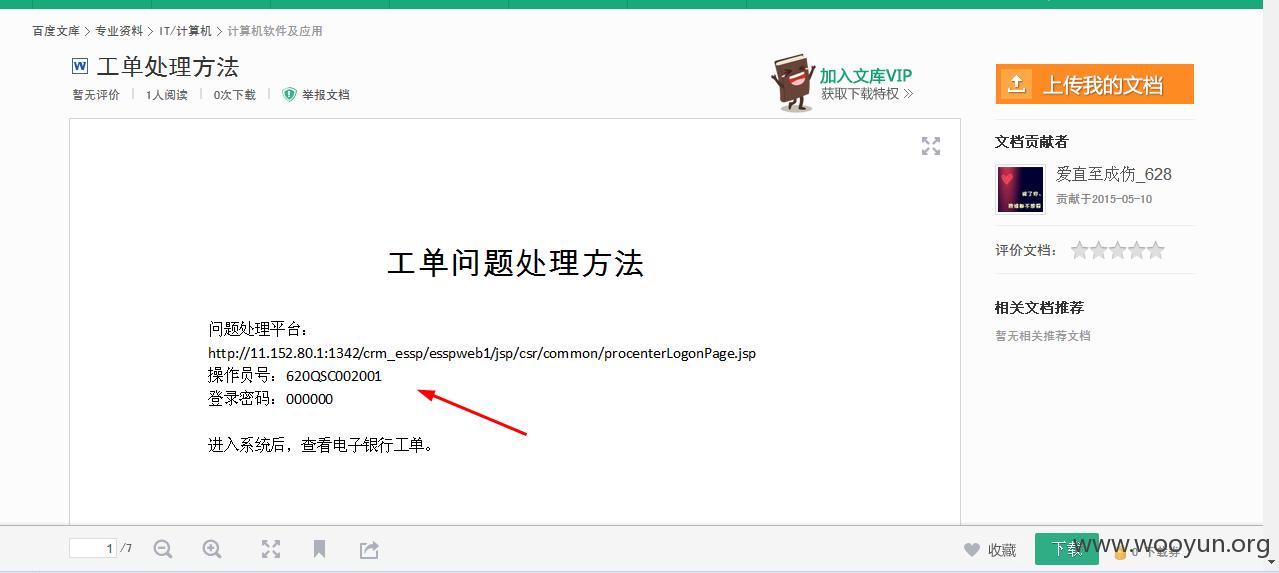 百度文库 > 专业资料 > IT/计算机 > 计算机软件及应用
工单处理方法
暂无评价 | 1人阅读 | 0次下载 | 举报文档
加入文库VIP
获取下载特权 >>
上传我的文档
工单问题处理方法
问题处理平台：
http://11.152.80.1:1342/crm_essp/esspweb1/jsp/csr/common/procenterLogonPage.jsp
操作员号：620QSC002001
登录密码：000000
进入系统后，查看电子银行工单。
文档贡献者
爱直至成伤_628
贡献于2015-05-10
评价文档：
相关文档推荐
暂无相关推荐文档
1 /7
收藏
下载
0 下载券
www.wooyun.org